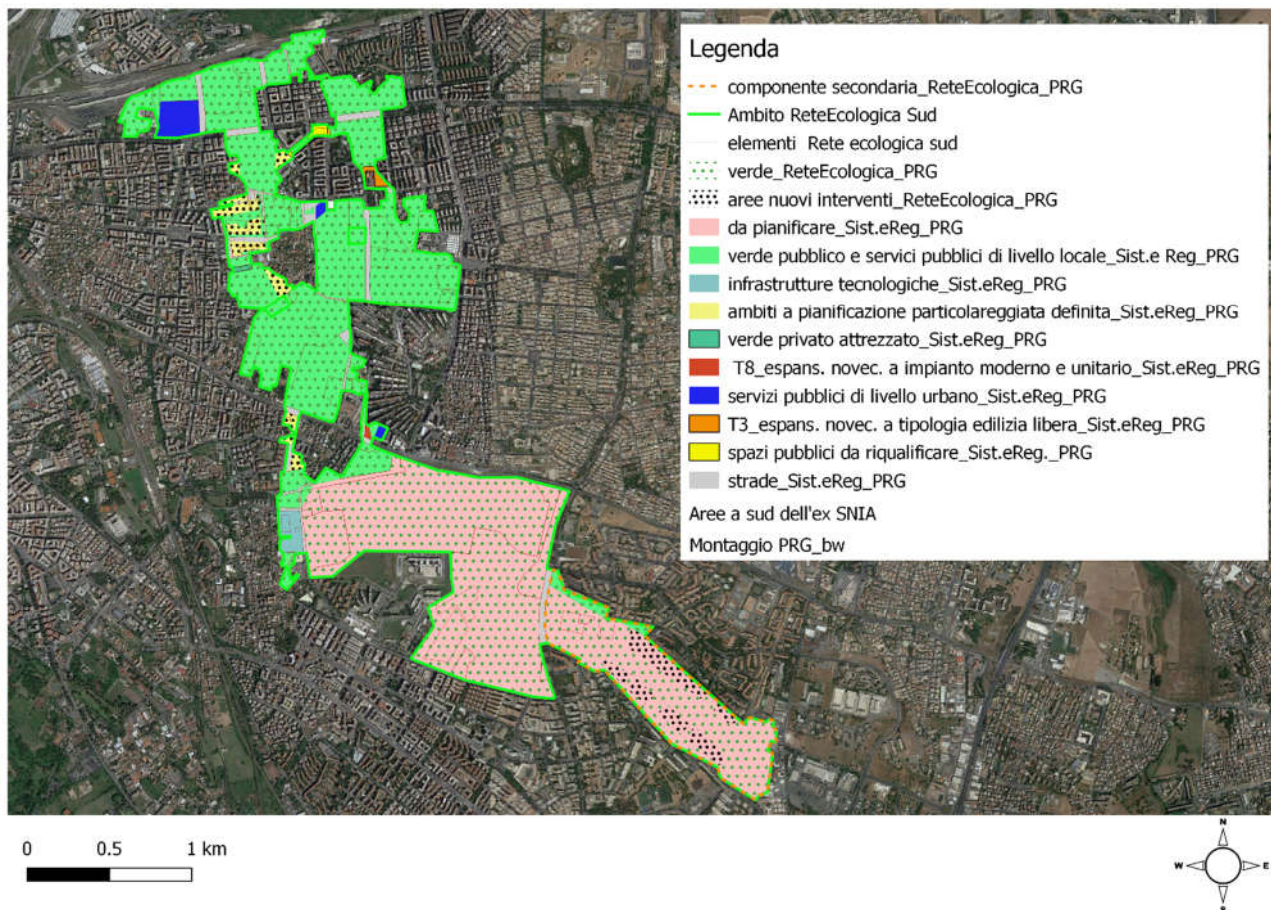 Legenda
componente secondaria_ReteEcologica_PRG
Ambito ReteEcologica Sud
elementi Rete ecologica sud
verde_ReteEcologica_PRG
aree nuovi interventi_ReteEcologica_PRG
da pianificare_Sist.eReg_PRG
verde pubblico e servici pubblici di livello locale_Sist.e Reg_PRG
infrastrutture tecnologiche_Sist.eReg_PRG
ambiti a pianificazione particolareggiata definita_Sist.eReg_PRG
verde privato attrezzato_Sist.eReg_PRG
T8_espans. novec. a impianto moderno e unitario_Sist.eReg_PRG
servizi pubblici di livello urbano_Sist.eReg_PRG
T3_espans. novec. a tipologia edilizia libera_Sist.eReg_PRG
spazi pubblici da riqualificare_Sist.eReg._PRG
strade_Sist.eReg_PRG
Aree a sud dell'ex SNIA
Montaggio PRG_bw
0 0.5 1 km
N
W E
S